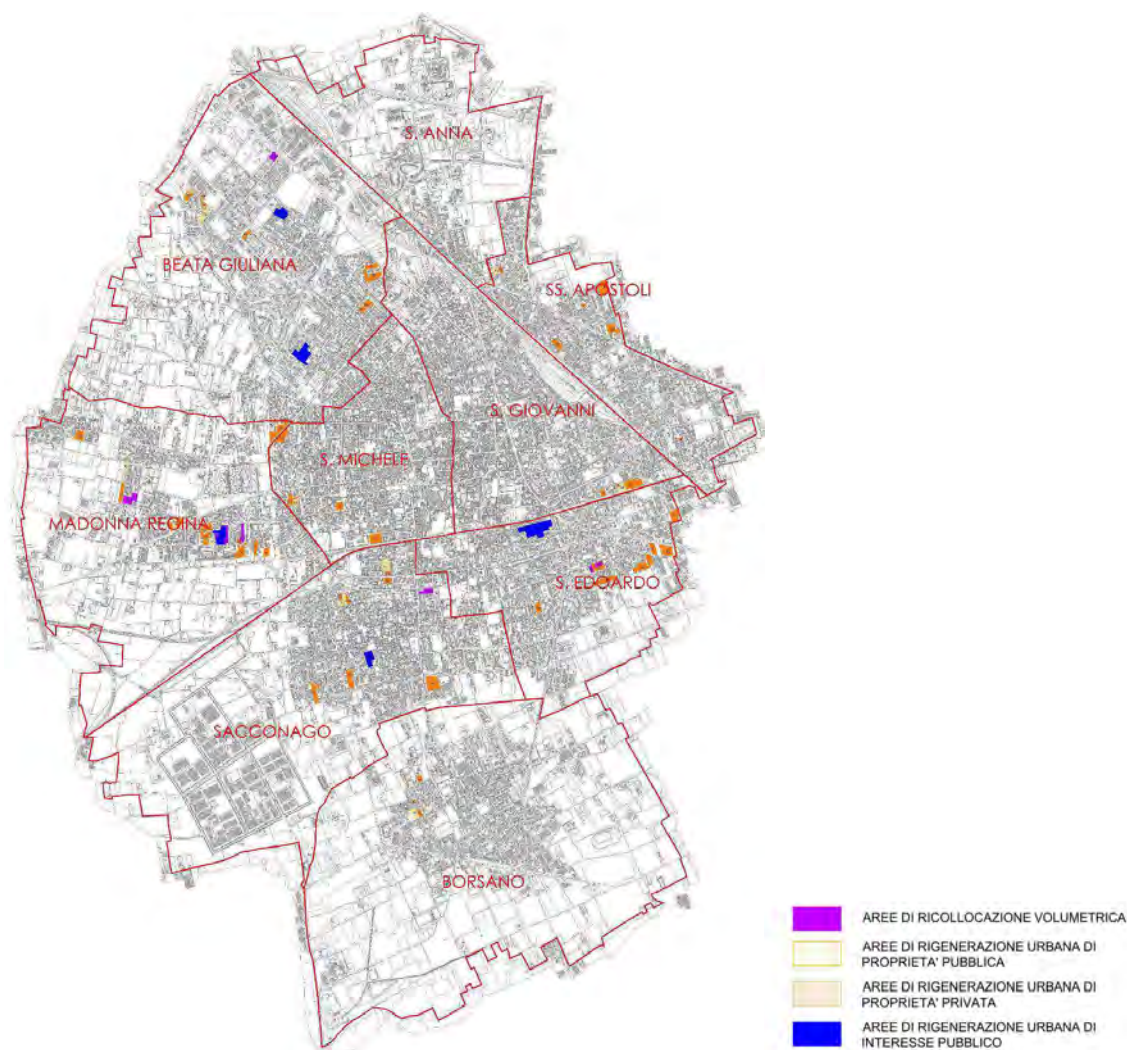 S. ANNA
BEATA GIULIANA
SS. APOSTOLI
S. GIOVANNI
S. MICHELE
MADONNA REGINA
S. EDOARDO
SACCONAGO
BORSANO
AREE DI RICOLLOCAZIONE VOLUMETRICA
AREE DI RIGENERAZIONE URBANA DI
PROPRIETA' PUBBLICA
AREE DI RIGENERAZIONE URBANA DI
PROPRIETA' PRIVATA
AREE DI RIGENERAZIONE URBANA DI
INTERESSE PUBBLICO